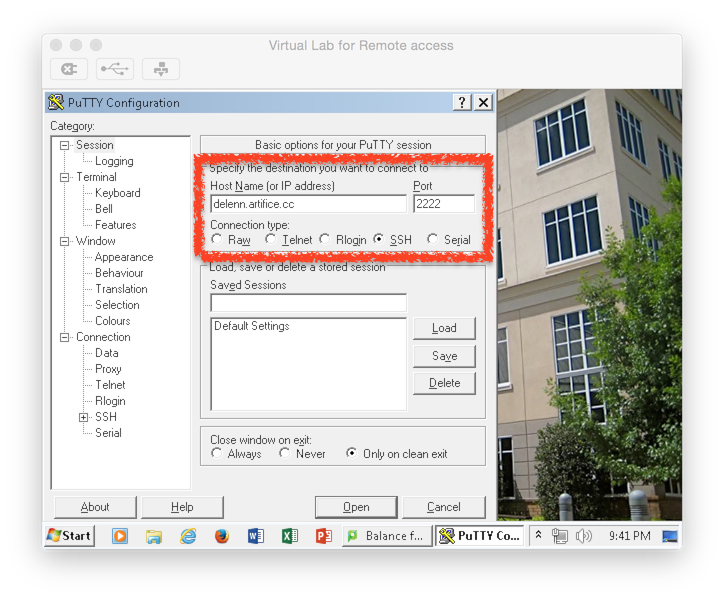 Virtual Lab for Remote access
PuTTY Configuration
? X
Category:
Session
Logging
Terminal
Keyboard
Bell
Features
Window
Appearance
Behaviour
Translation
Selection
Colours
Connection
Data
Proxy
Telnet
Rlogin
SSH
Serial
Basic options for your PuTTY session
Specify the destination you want to connect to
Host Name (or IP address) Port
delenn.artifice.cc 2222
Connection type:
Raw Telnet Rlogin SSH Serial
Load, save or delete a stored session
Saved Sessions
Default Settings
Load
Save
Delete
Close window on exit:
Always Never Only on clean exit
About Help Open Cancel
Start Balance f... PuTTY Co... 9:41 PM